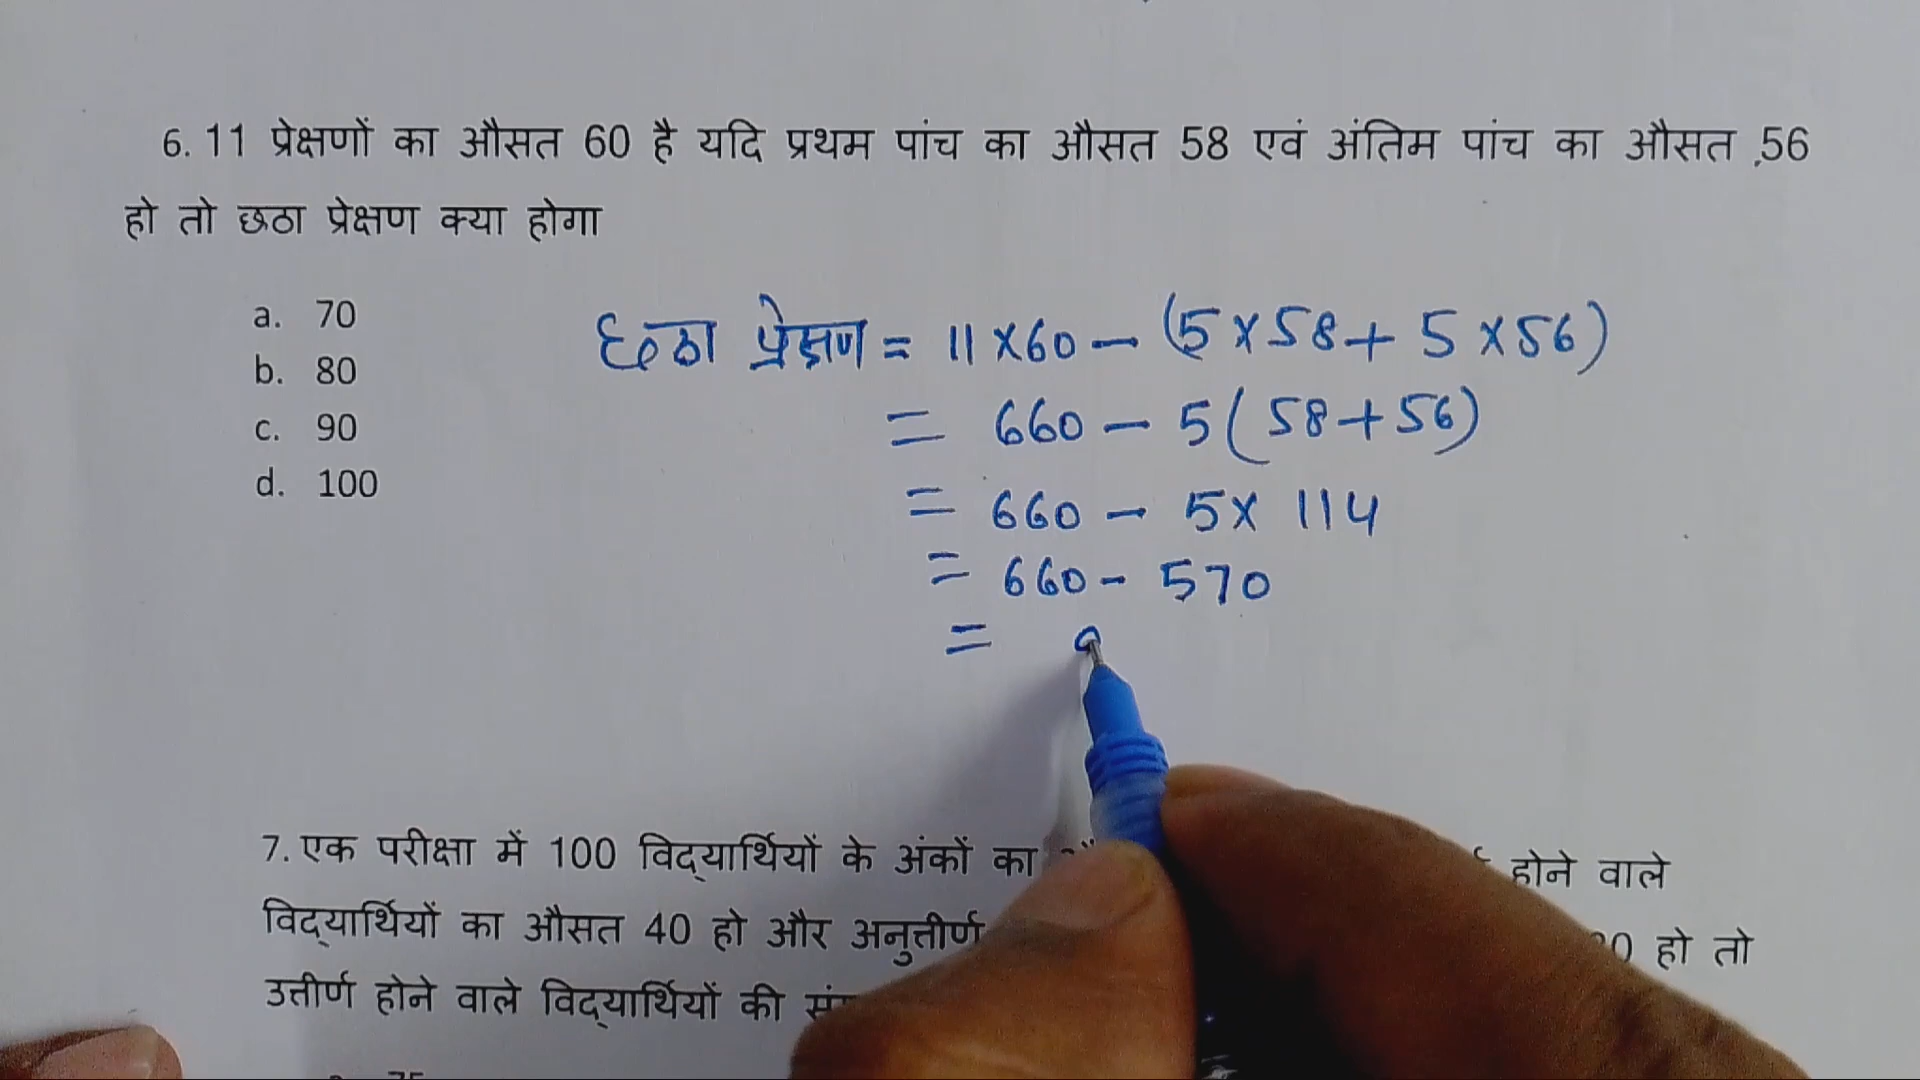 6. 11 प्रेक्षणों का औसत 60 है यदि प्रथम पांच का औसत 58 एवं अंतिम पांच का औसत 56
हो तो छठा प्रेक्षण क्या होगा
a. 70
b. 80
c. 90
d. 100
छठा प्रेक्षण = 11 × 60 - (5 × 58 + 5 × 56)
= 660 - 5(58 + 56)
= 660 - 5 × 114
= 660 - 570
=
7. एक परीक्षा में 100 विद्यार्थियों के अंकों का होने वाले
विद्यार्थियों का औसत 40 हो और अनुत्तीर्ण हो तो
उत्तीर्ण होने वाले विद्यार्थियों की